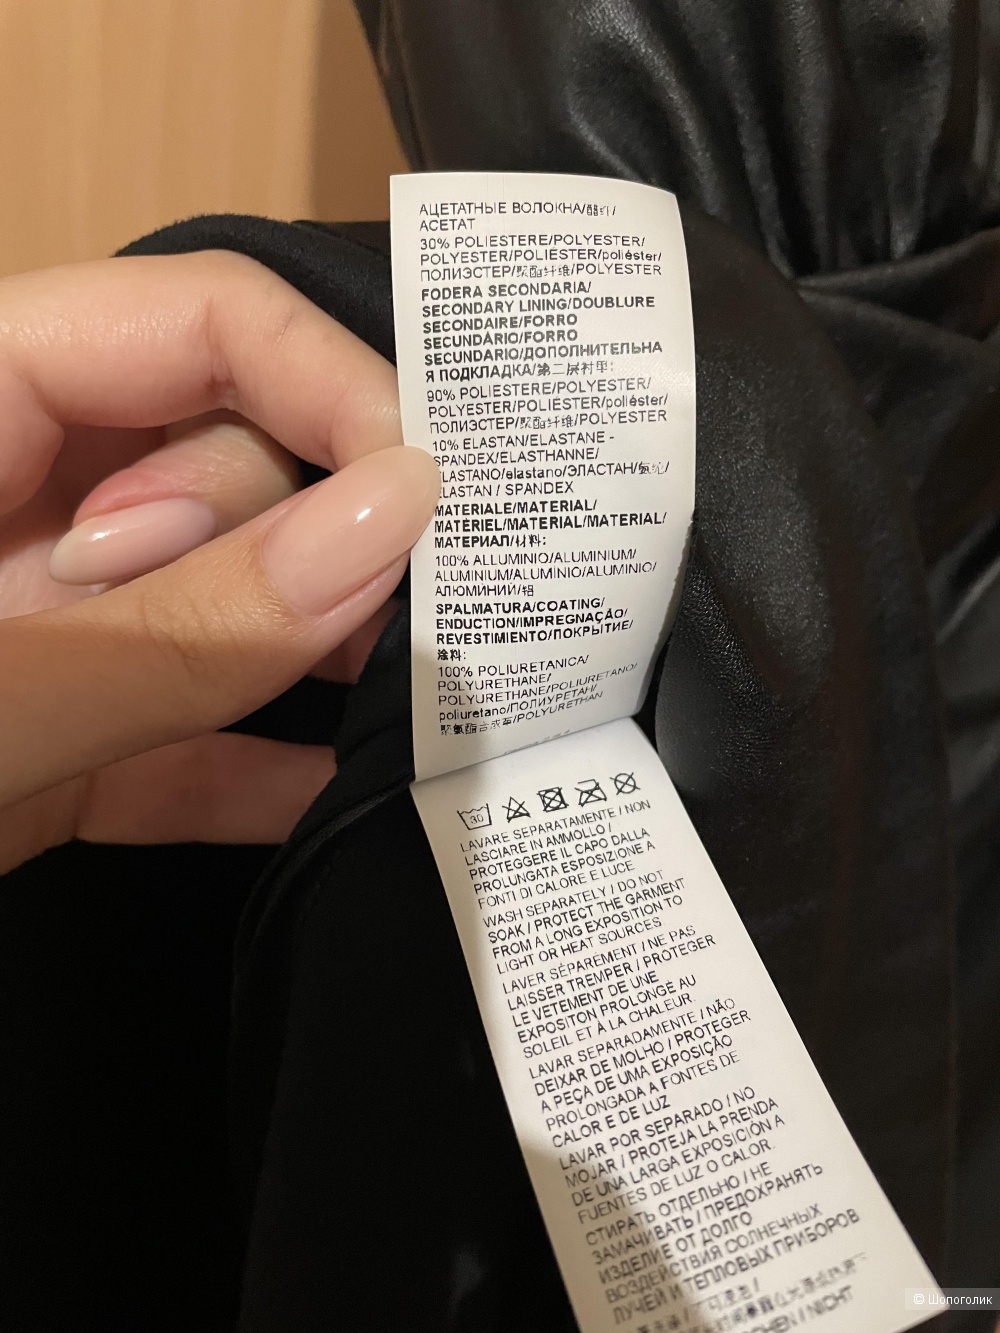 АЦЕТАТНЫЕ ВОЛОКНА/醋纤/
ACETAT
30% POLIESTERE/POLYESTER/
POLYESTER/POLIÉSTER/poliéster/
ПОЛИЭСТЕР/聚酯纤维/POLYESTER
FODERA SECONDARIA/
SECONDARY LINING/DOUBLURE
SECONDAIRE/FORRO
SECUNDÁRIO/FORRO
SECUNDARIO/ДОПОЛНИТЕЛЬНА
Я ПОДКЛАДКА/第二层衬里:
90% POLIESTERE/POLYESTER/
POLYESTER/POLIÉSTER/poliéster/
ПОЛИЭСТЕР/聚酯纤维/POLYESTER
10% ELASTAN/ELASTANE -
SPANDEX/ELASTHANNE/
ELASTANO/elastano/ЭЛАСТАН/氨纶/
ELASTAN / SPANDEX
MATERIALE/MATERIAL/
MATÉRIEL/MATERIAL/MATERIAL/
МАТЕРИАЛ/材料:
100% ALLUMINIO/ALUMINIUM/
ALUMINIUM/ALUMÍNIO/ALUMINIO/
АЛЮМИНИЙ/铝
SPALMATURA/COATING/
ENDUCTION/IMPREGNAÇÃO/
REVESTIMIENTO/ПОКРЫТИЕ/
涂料:
100% POLIURETANICA/
POLYURETHANE/
POLYURETHANE/POLIURETANO/
poliuretano/ПОЛИУРЕТАН/
聚氨酯合成革/POLYURETHAN
30
LAVARE SEPARATAMENTE / NON
LASCIARE IN AMMOLLO /
PROTEGGERE IL CAPO DALLA
PROLUNGATA ESPOSIZIONE A
FONTI DI CALORE E LUCE
WASH SEPARATELY / DO NOT
SOAK / PROTECT THE GARMENT
FROM A LONG EXPOSITION TO
LIGHT OR HEAT SOURCES
LAVER SÉPAREMENT / NE PAS
LAISSER TREMPER / PROTEGER
LE VETEMENT DE UNE
EXPOSITON PROLONGÉ AU
SOLEIL ET À LA CHALEUR.
LAVAR SEPARADAMENTE / NÃO
DEIXAR DE MOLHO / PROTEGER
A PEÇA DE UMA EXPOSIÇÃO
PROLONGADA A FONTES DE
CALOR E DE LUZ
LAVAR POR SEPARADO / NO
MOJAR / PROTEJA LA PRENDA
DE UNA LARGA EXPOSICIÓN A
FUENTES DE LUZ O CALOR.
СТИРАТЬ ОТДЕЛЬНО / НЕ
ЗАМАЧИВАТЬ / ПРЕДОХРАНЯТЬ
ИЗДЕЛИЕ ОТ ДОЛГО
ВОЗДЕЙСТВИЯ СОЛНЕЧНЫХ
ЛУЧЕЙ И ТЕПЛОВЫХ ПРИБОРОВ
NICHT
© Шопоголик